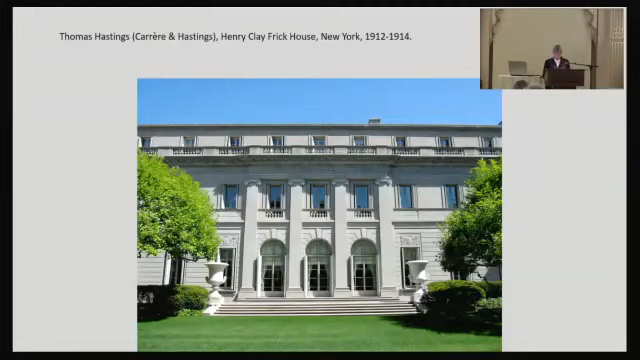 Thomas Hastings (Carrère & Hastings), Henry Clay Frick House, New York, 1912-1914.